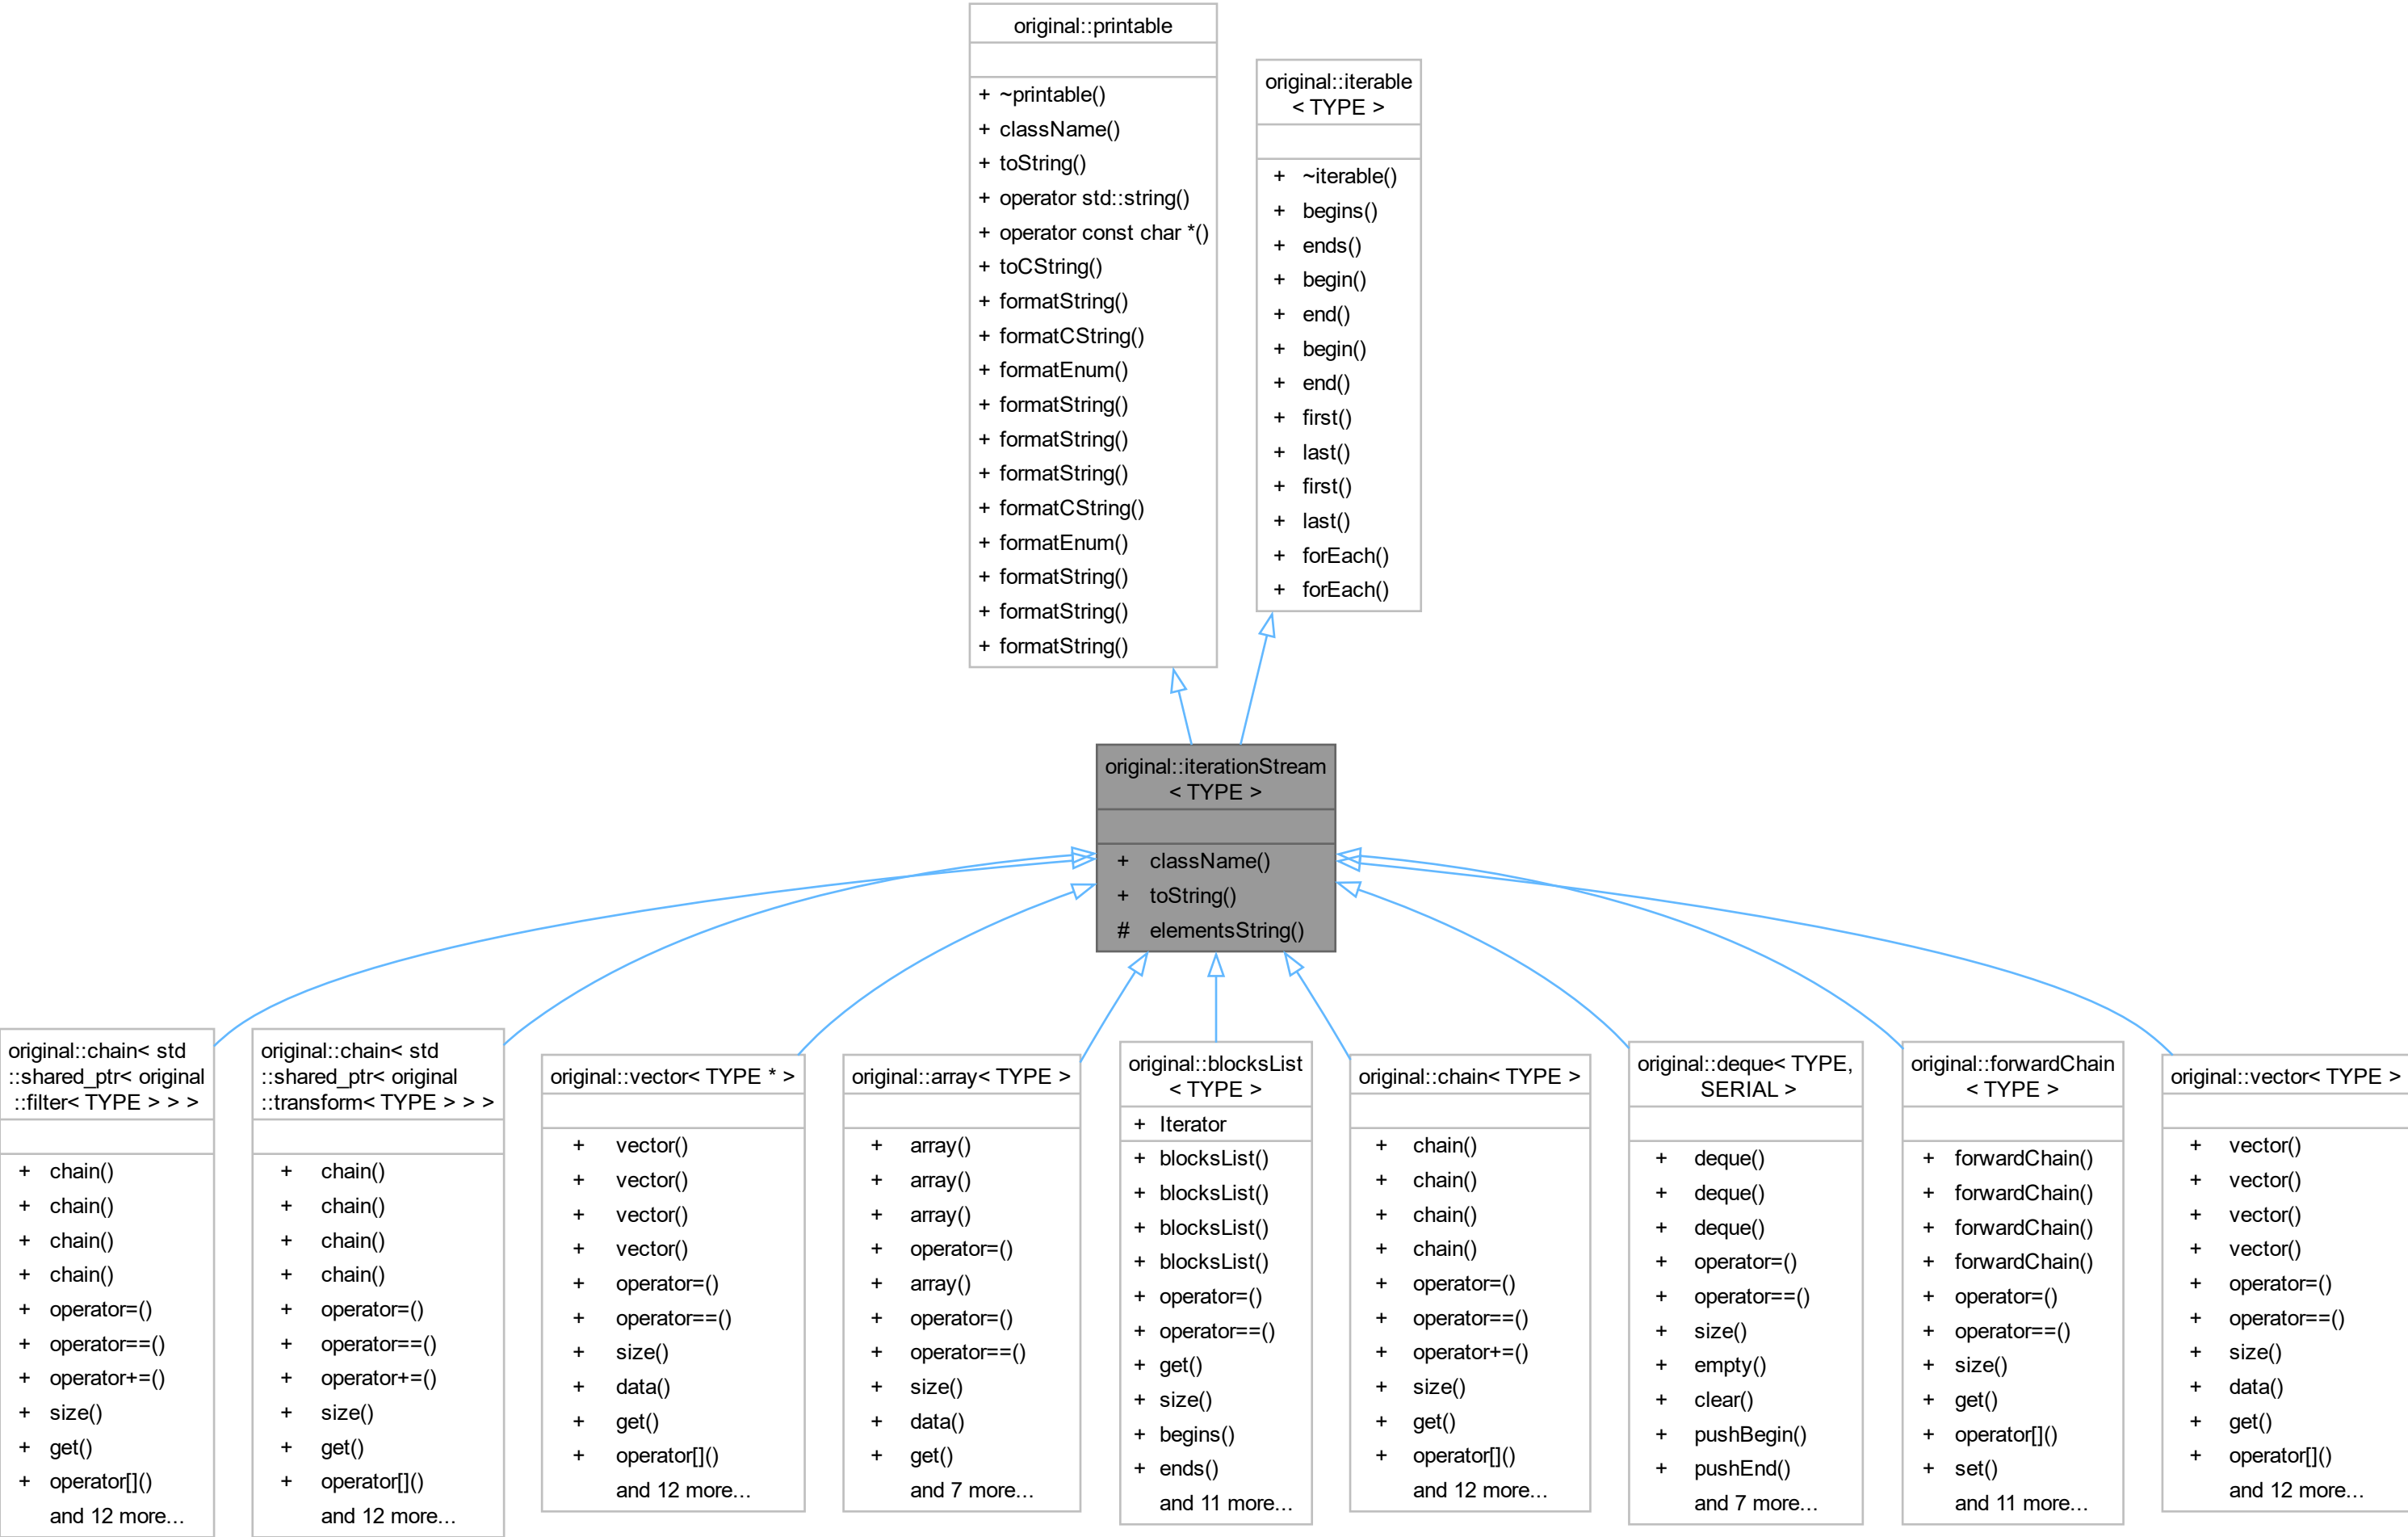 original::printable
+ ~printable()
+ className()
+ toString()
+ operator std::string()
+ operator const char *()
+ toCString()
+ formatString()
+ formatCString()
+ formatEnum()
+ formatString()
+ formatString()
+ formatString()
+ formatCString()
+ formatEnum()
+ formatString()
+ formatString()
+ formatString()
original::iterable
< TYPE >
+ ~iterable()
+ begins()
+ ends()
+ begin()
+ end()
+ begin()
+ end()
+ first()
+ last()
+ first()
+ last()
+ forEach()
+ forEach()
original::iterationStream
< TYPE >
+ className()
+ toString()
# elementsString()
original::chain< std
::shared_ptr< original
::filter< TYPE > > >
+ chain()
+ chain()
+ chain()
+ chain()
+ operator=()
+ operator==()
+ operator+=()
+ size()
+ get()
+ operator[]()
and 12 more...
original::chain< std
::shared_ptr< original
::transform< TYPE > > >
+ chain()
+ chain()
+ chain()
+ chain()
+ operator=()
+ operator==()
+ operator+=()
+ size()
+ get()
+ operator[]()
and 12 more...
original::vector< TYPE * >
+ vector()
+ vector()
+ vector()
+ vector()
+ operator=()
+ operator==()
+ size()
+ data()
+ get()
+ operator[]()
and 12 more...
original::array< TYPE >
+ array()
+ array()
+ array()
+ operator=()
+ array()
+ operator=()
+ operator==()
+ size()
+ data()
+ get()
and 7 more...
original::blocksList
< TYPE >
+ Iterator
+ blocksList()
+ blocksList()
+ blocksList()
+ blocksList()
+ operator=()
+ operator==()
+ get()
+ size()
+ begins()
+ ends()
and 11 more...
original::chain< TYPE >
+ chain()
+ chain()
+ chain()
+ chain()
+ operator=()
+ operator==()
+ operator+=()
+ size()
+ get()
+ operator[]()
and 12 more...
original::deque< TYPE,
SERIAL >
+ deque()
+ deque()
+ deque()
+ operator=()
+ operator==()
+ size()
+ empty()
+ clear()
+ pushBegin()
+ pushEnd()
and 7 more...
original::forwardChain
< TYPE >
+ forwardChain()
+ forwardChain()
+ forwardChain()
+ forwardChain()
+ operator=()
+ operator==()
+ size()
+ get()
+ operator[]()
+ set()
and 11 more...
original::vector< TYPE >
+ vector()
+ vector()
+ vector()
+ vector()
+ operator=()
+ operator==()
+ size()
+ data()
+ get()
+ operator[]()
and 12 more...